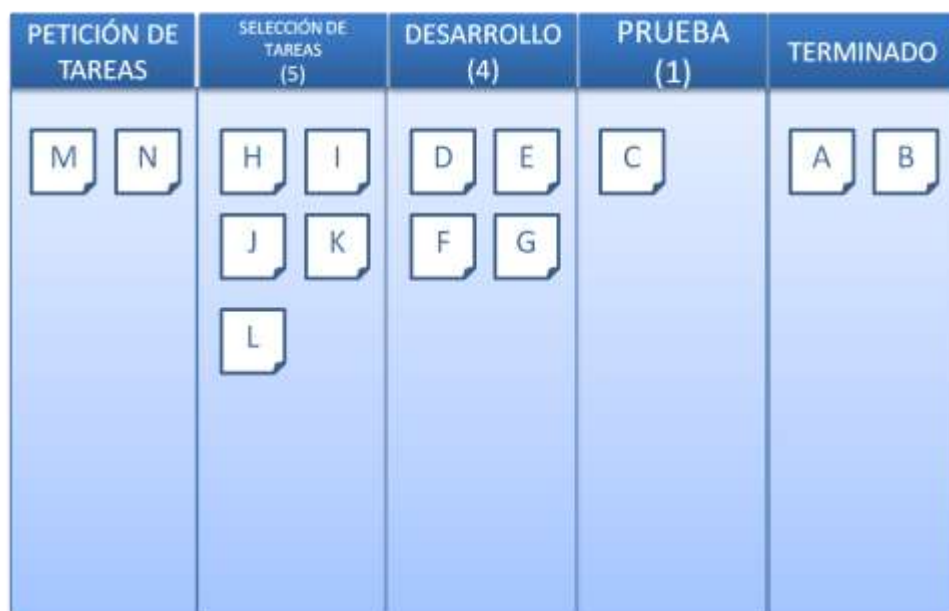 PETICIÓN DE
TAREAS
SELECCIÓN DE
TAREAS
(5)
DESARROLLO
(4)
PRUEBA
(1)
TERMINADO
M N
H I
J K
L
D E
F G
C
A B